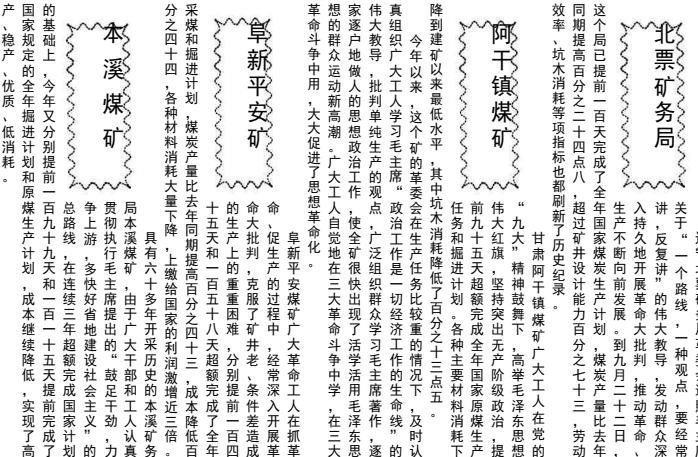 北票矿务局
关于“一个路线，一种观点，要经常
讲，反复讲”的伟大教导，发动群众深
入持久地开展革命大批判，推动革命、
生产不断向前发展。到九月二十二日，
这个局已提前一百天完成了全年国家煤炭生产计划，煤炭产量比去年
同期提高百分之二十四点八，超过矿井设计能力百分之七十三，劳动
效率、坑木消耗等项指标也都刷新了历史纪录。
阿干镇煤矿
甘肃阿干镇煤矿广大工人在党的
“九大”精神鼓舞下，高举毛泽东思想
伟大红旗，坚持突出无产阶级政治，提
前九十五天超额完成全年国家原煤生产
任务和掘进计划。各种主要材料消耗下
降到建矿以来最低水平，其中坑木消耗降低了百分之十三点五。
今年以来，这个矿的革委会在生产任务比较重的情况下，及时认
真组织广大工人学习毛主席“政治工作是一切经济工作的生命线”的
伟大教导，批判单纯生产的观点，广泛组织群众学习毛主席著作，逐
家逐户地做人的思想政治工作，使全矿很快出现了活学活用毛泽东思
想的群众运动新高潮。广大工人自觉地在三大革命斗争中学，在三大
革命斗争中用，大大促进了思想革命化。
阜新平安矿
阜新平安煤矿广大革命工人在抓革
命、促生产的过程中，经常深入开展革
命大批判，克服了矿井老、条件差造成
的生产上的重重困难，分别提前一百四
十五天和一百五十八天超额完成了全年
采煤和掘进计划，煤炭产量比去年同期提高百分之四十三，成本降低百
分之四十四，各种材料消耗大量下降，上缴给国家的利润激增近三倍。
本溪煤矿
具有六十多年开采历史的本溪矿务
局本溪煤矿，由于广大干部和工人认真
贯彻执行毛主席提出的“鼓足干劲，力
争上游，多快好省地建设社会主义”的
总路线，在连续三年超额完成国家计划
的基础上，今年又分别提前一百九十九天和一百一十五天提前完成了
国家规定的全年掘进计划和原煤生产计划，成本继续降低，实现了高
产、稳产、优质、低消耗。